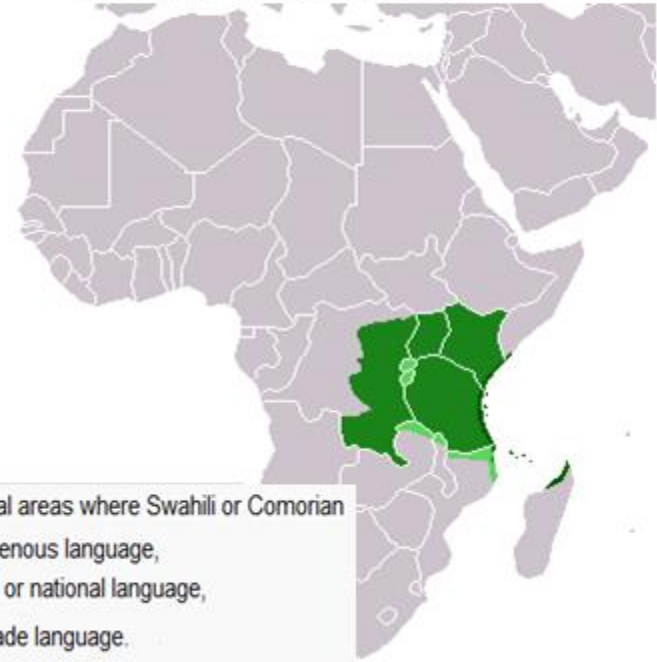 al areas where Swahili or Comorian
enous language,
or national language,
ade language.